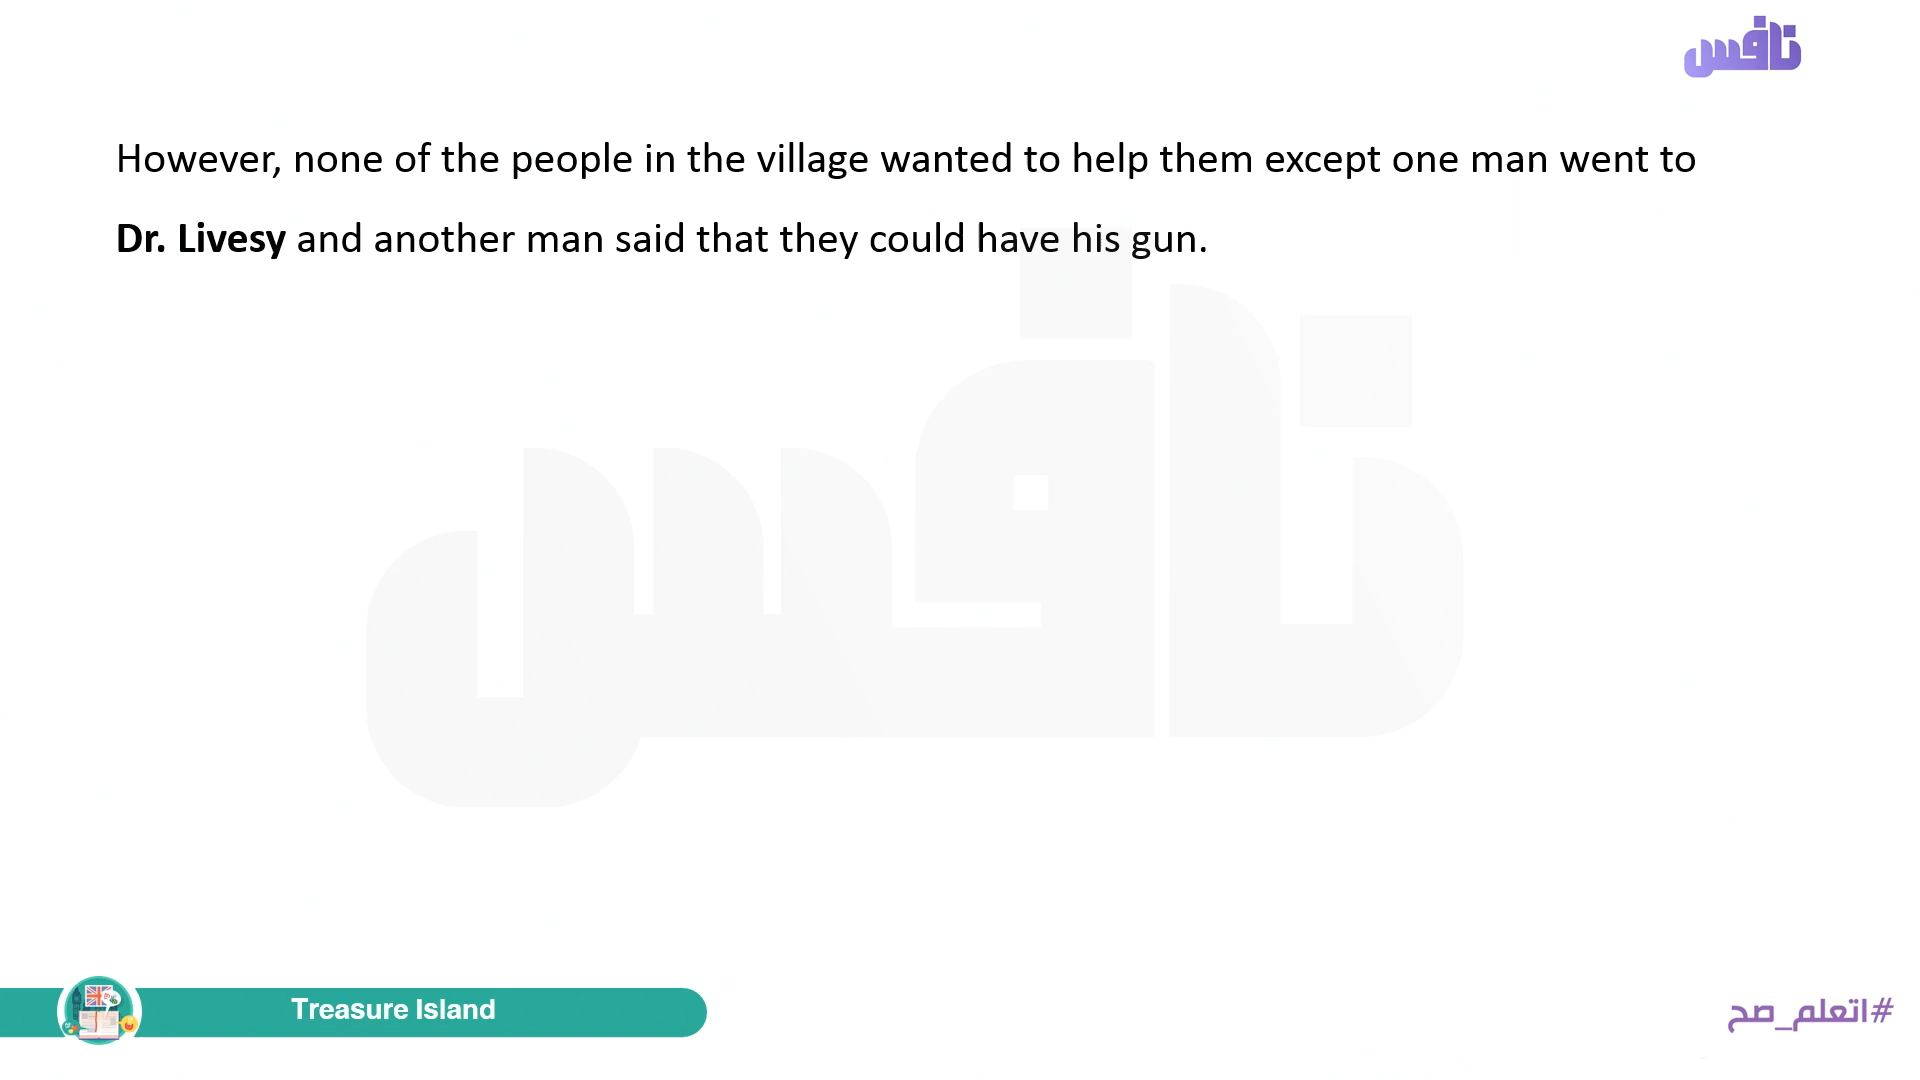 نافس
However, none of the people in the village wanted to help them except one man went to
Dr. Livesy and another man said that they could have his gun.
نافس
Treasure Island
#اتعلم_صح